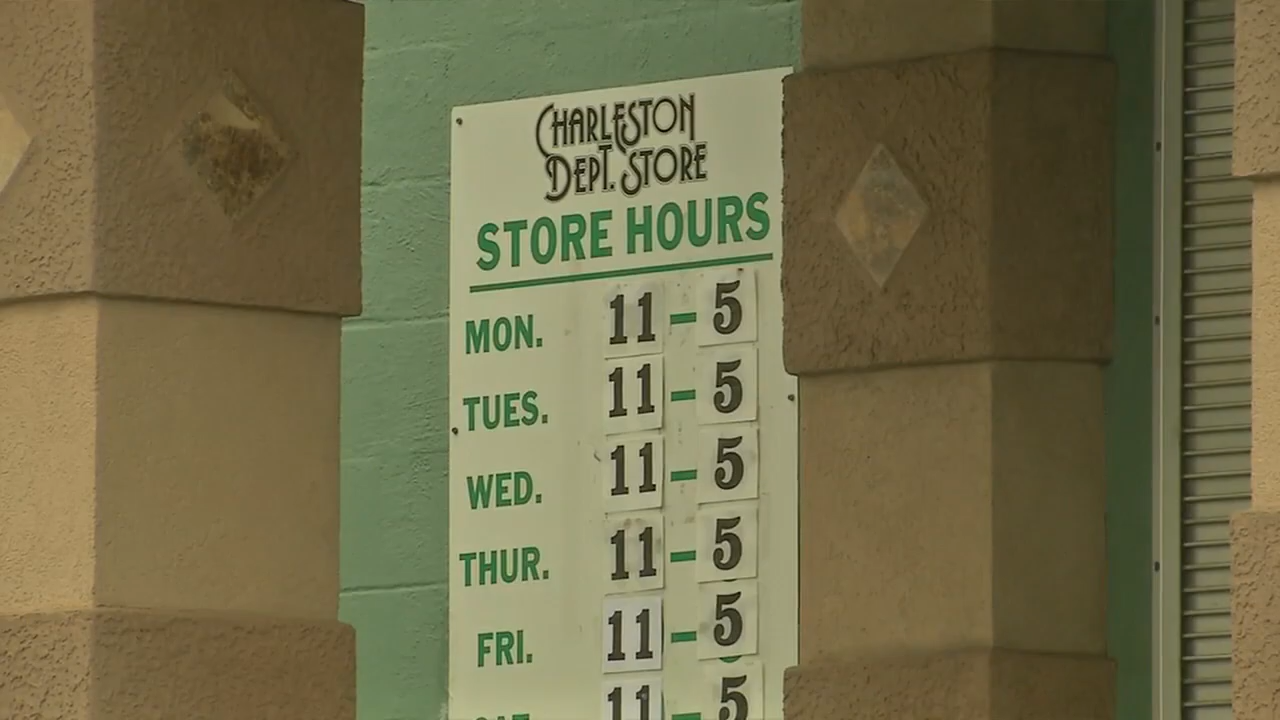 CHARLESTON
DEPT. STORE
STORE HOURS
MON. 11 - 5
TUES. 11 - 5
WED. 11 - 5
THUR. 11 - 5
FRI. 11 - 5
SAT. 11 - 5